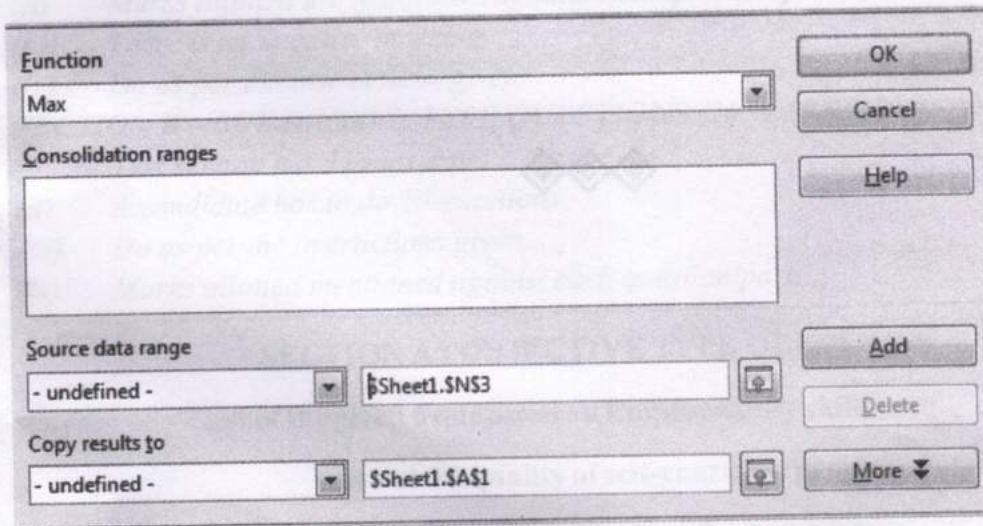 Function
OK
Max
Cancel
Consolidation ranges
Help
Source data range
Add
- undefined -
$Sheet1.$N$3
Delete
Copy results to
- undefined -
$Sheet1.$A$1
More